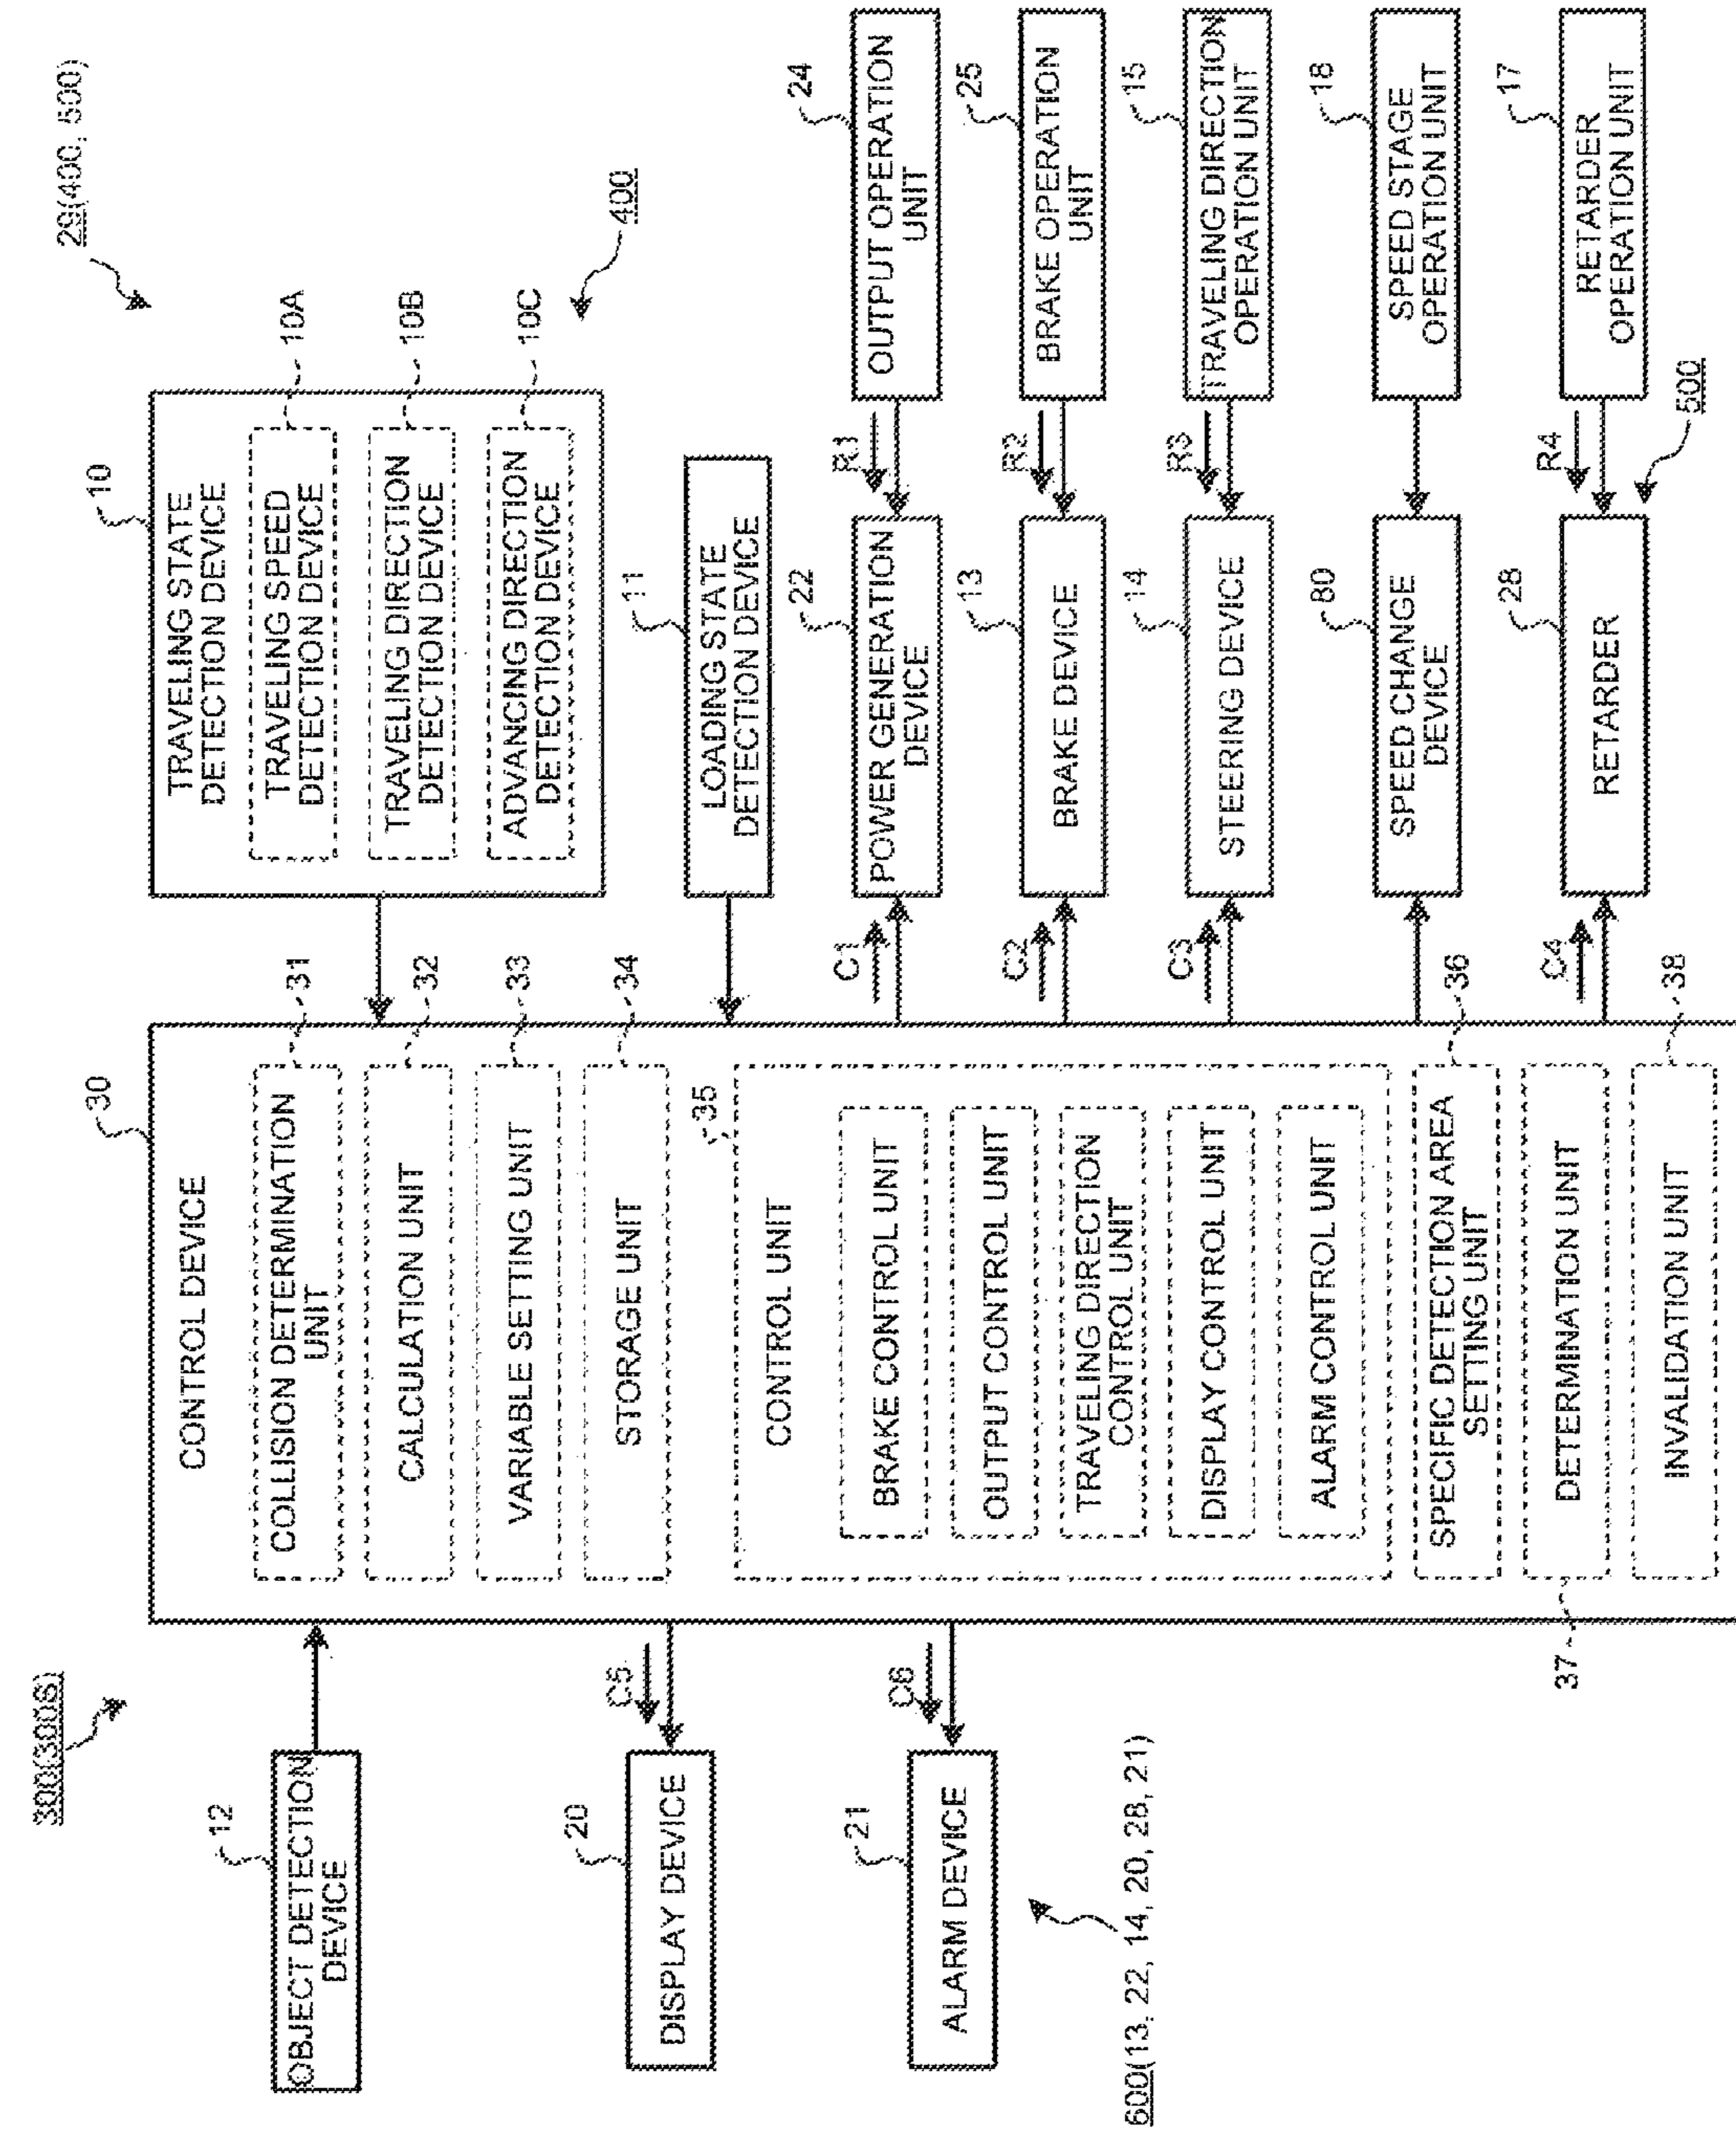 300(300S)
29(400, 500)
12
OBJECT DETECTION
DEVICE
20
DISPLAY DEVICE
C5
21
ALARM DEVICE
C6
600(13, 22, 14, 20, 28, 21)
30
CONTROL DEVICE
COLLISION DETERMINATION
UNIT
31
CALCULATION UNIT
32
VARIABLE SETTING UNIT
33
STORAGE UNIT
34
35
CONTROL UNIT
BRAKE CONTROL UNIT
OUTPUT CONTROL UNIT
TRAVELING DIRECTION
CONTROL UNIT
DISPLAY CONTROL UNIT
ALARM CONTROL UNIT
SPECIFIC DETECTION AREA
SETTING UNIT
36
DETERMINATION UNIT
37
INVALIDATION UNIT
38
10
TRAVELING STATE
DETECTION DEVICE
TRAVELING SPEED
DETECTION DEVICE
10A
TRAVELING DIRECTION
DETECTION DEVICE
10B
ADVANCING DIRECTION
DETECTION DEVICE
10C
400
11
LOADING STATE
DETECTION DEVICE
C1
22
POWER GENERATION
DEVICE
R1
24
OUTPUT OPERATION
UNIT
C2
13
BRAKE DEVICE
R2
25
BRAKE OPERATION
UNIT
C3
14
STEERING DEVICE
R3
15
TRAVELING DIRECTION
OPERATION UNIT
80
SPEED CHANGE
DEVICE
18
SPEED STAGE
OPERATION UNIT
C4
28
RETARDER
R4
17
RETARDER
OPERATION UNIT
500